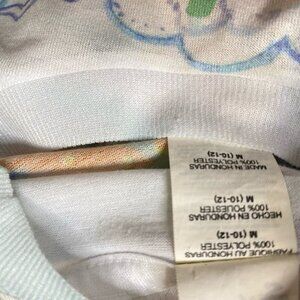 M (10-12)
100% POLYESTER
FABRIQUE AU HONDURAS
M (10-12)
100% POLIESTER
HECHO EN HONDURAS
M (10-12)
100% POLYESTER
MADE IN HONDURAS